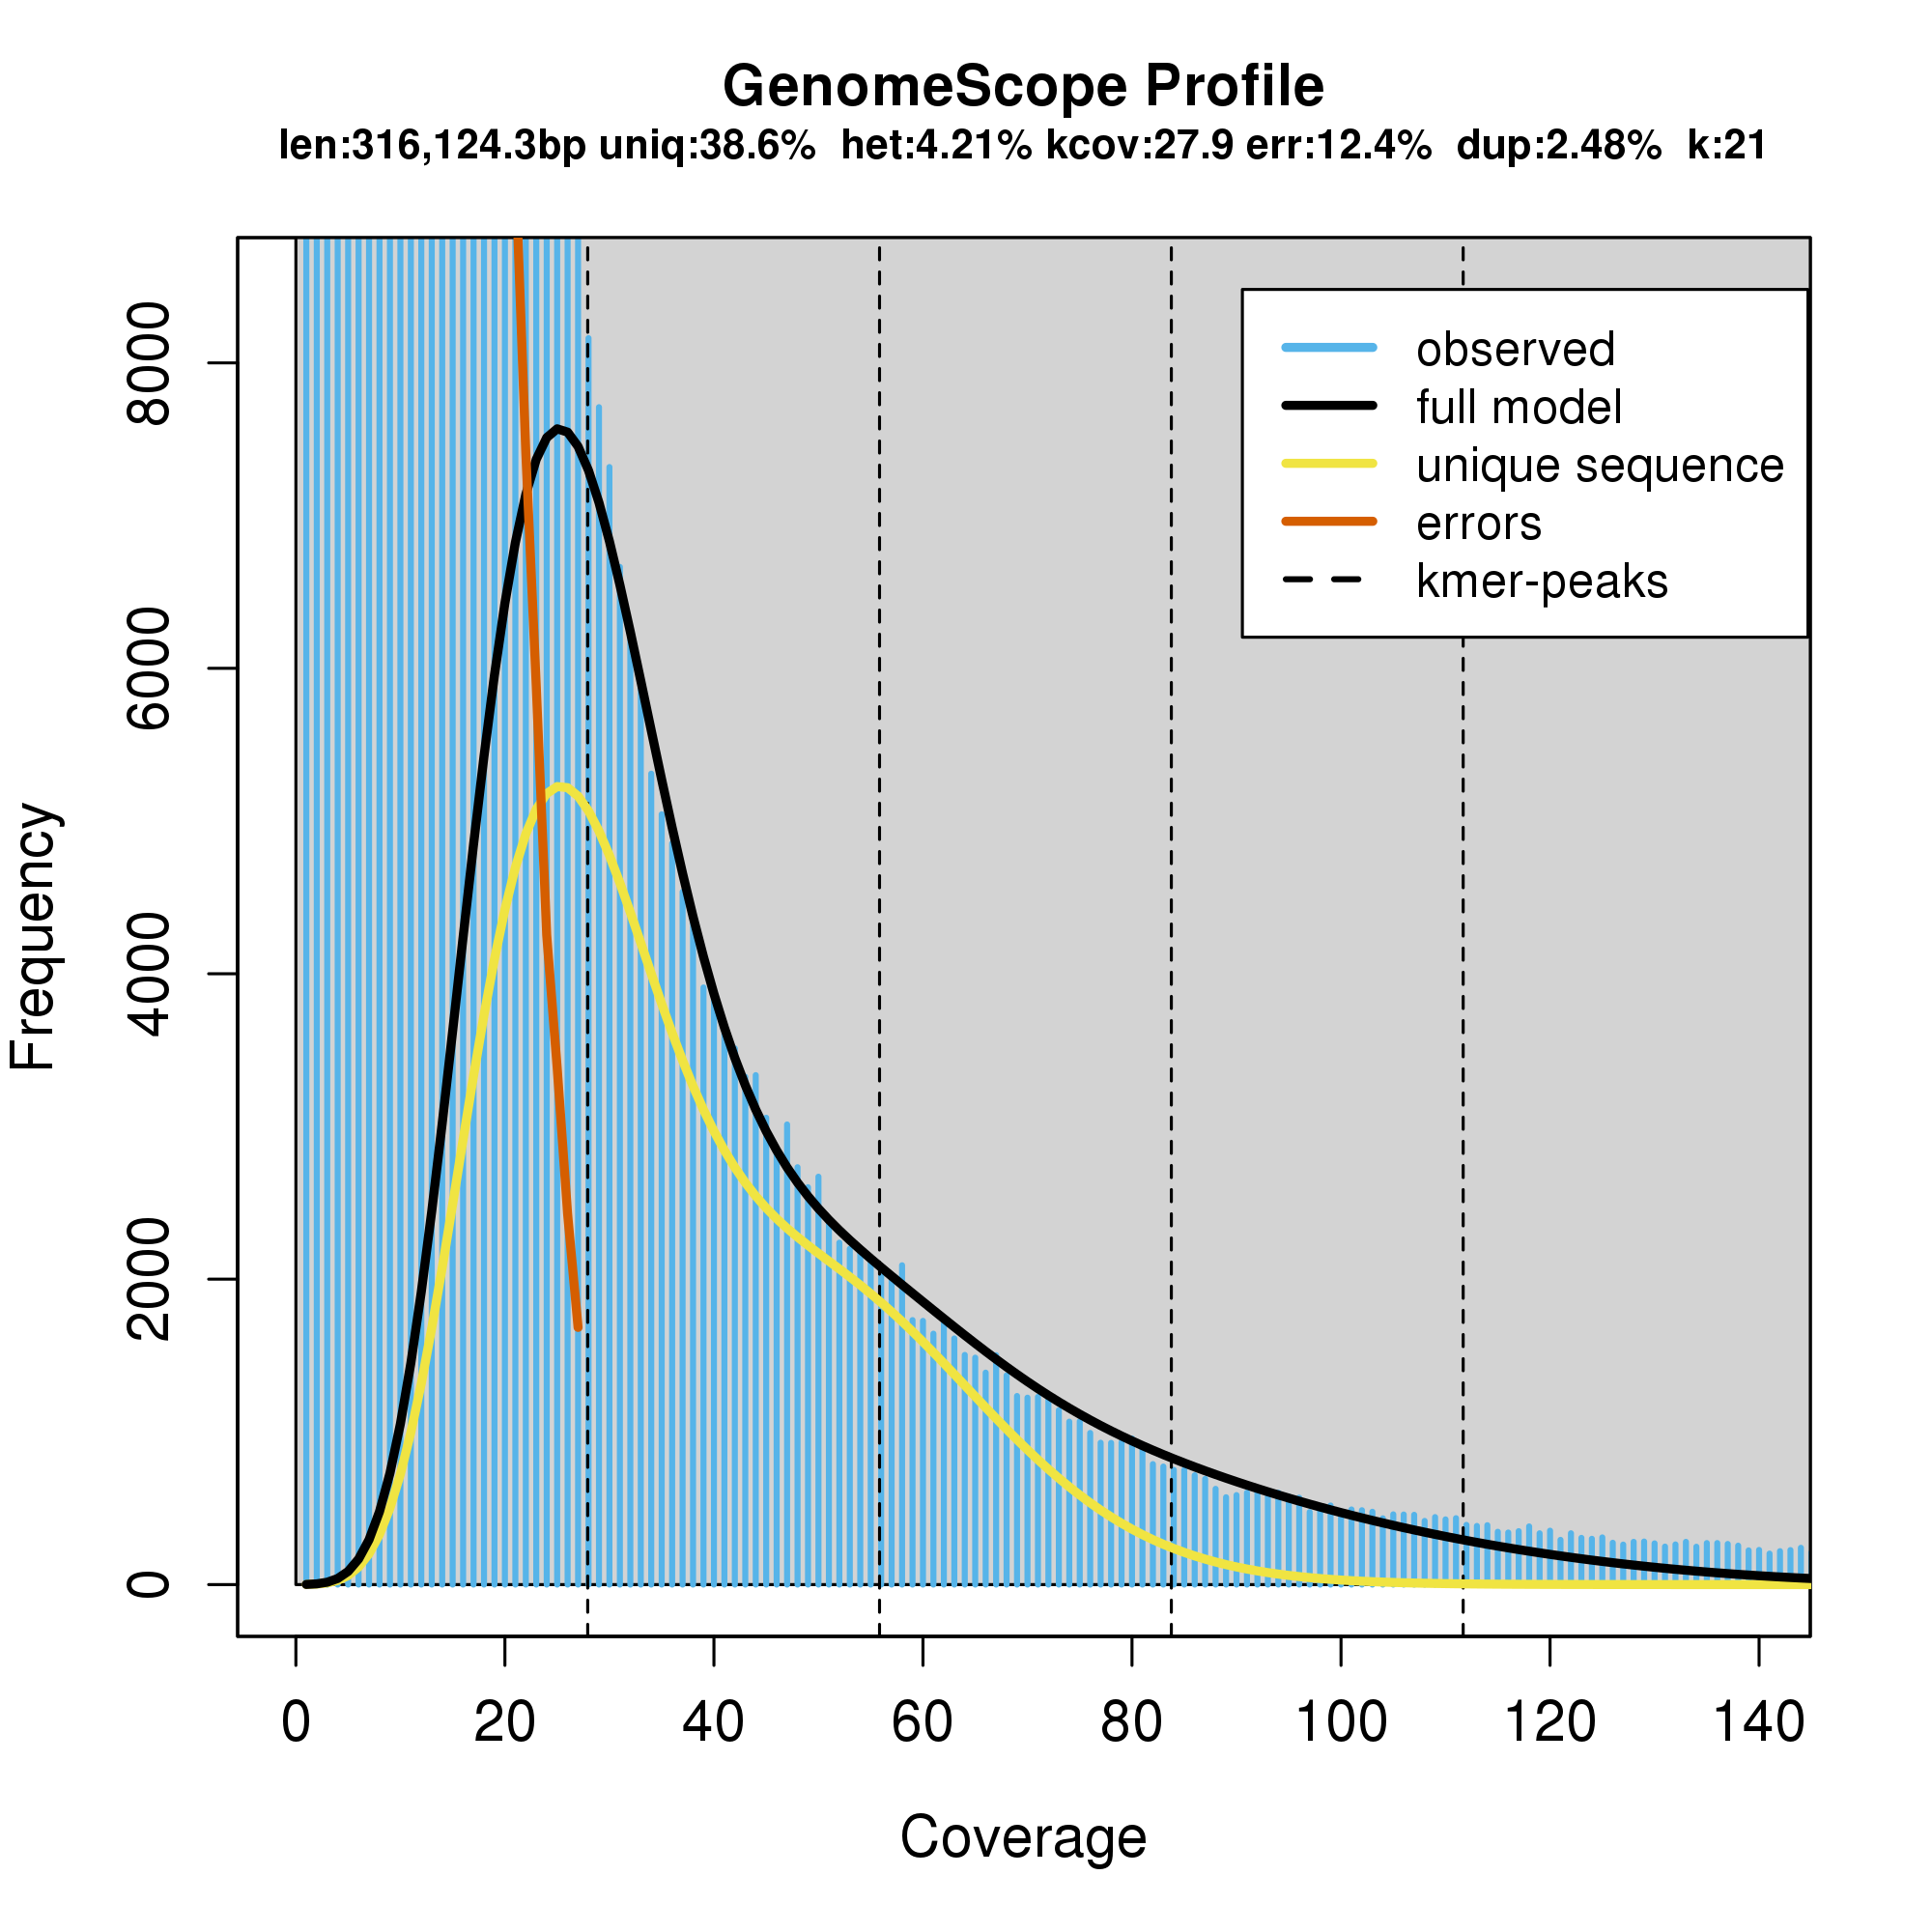 GenomeScope Profile
len:316,124.3bp uniq:38.6% het:4.21% kcov:27.9 err:12.4% dup:2.48% k:21
observed
full model
unique sequence
errors
kmer-peaks
Frequency
8000
6000
4000
2000
0
0 20 40 60 80 100 120 140
Coverage